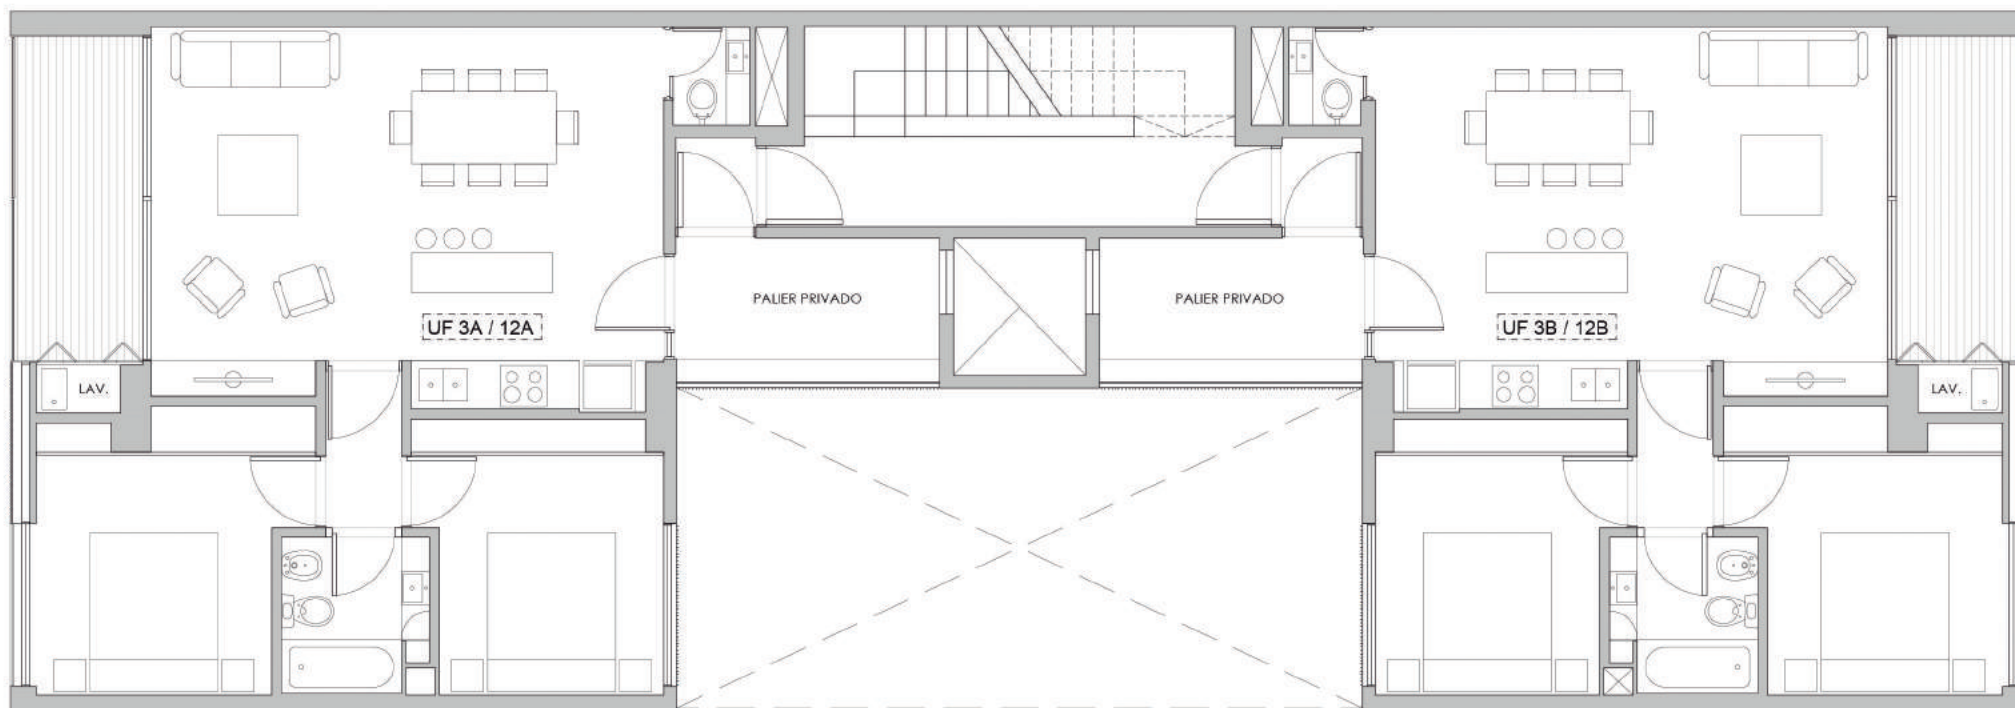 PALIER PRIVADO
PALIER PRIVADO
UF 3A / 12A
UF 3B / 12B
LAV.
LAV.